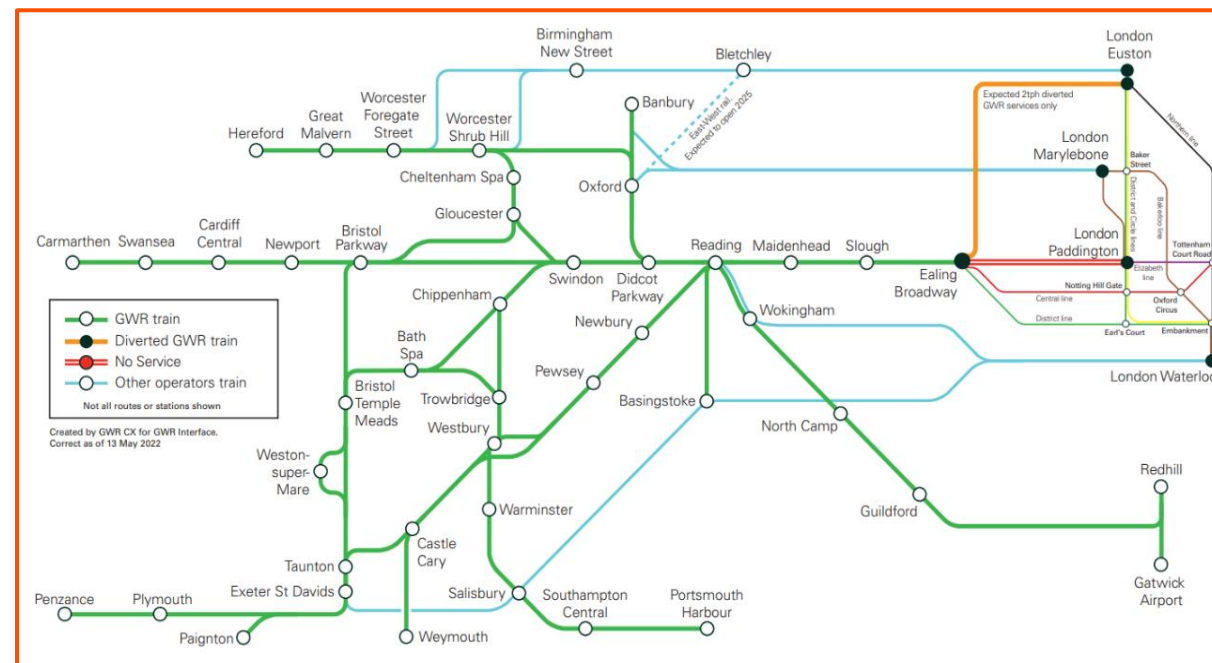 Birmingham
New Street
Bletchley
London
Euston
Expected 2tph diverted
GWR services only
Northern line
Banbury
East-West rail.
Expected to open 2025
Hereford
Great
Malvern
Worcester
Foregate
Street
Worcester
Shrub Hill
London
Marylebone
Baker
Street
Cheltenham Spa
Oxford
District and Circle lines
Bakerloo line
Gloucester
Carmarthen
Swansea
Cardiff
Central
Newport
Bristol
Parkway
Swindon
Didcot
Parkway
Reading
Maidenhead
Slough
Ealing
Broadway
London
Paddington
Elizabeth
line
Tottenham
Court Road
Notting Hill Gate
Central line
Oxford
Circus
District line
Earl's Court
Embankment
London Waterloo
GWR train
Diverted GWR train
No Service
Other operators train
Not all routes or stations shown
Created by GWR CX for GWR Interface.
Correct as of 13 May 2022
Chippenham
Bath
Spa
Bristol
Temple
Meads
Trowbridge
Westbury
Newbury
Pewsey
Wokingham
Basingstoke
North Camp
Weston-
super-
Mare
Warminster
Guildford
Redhill
Castle
Cary
Taunton
Exeter St Davids
Gatwick
Airport
Penzance
Plymouth
Paignton
Weymouth
Salisbury
Southampton
Central
Portsmouth
Harbour